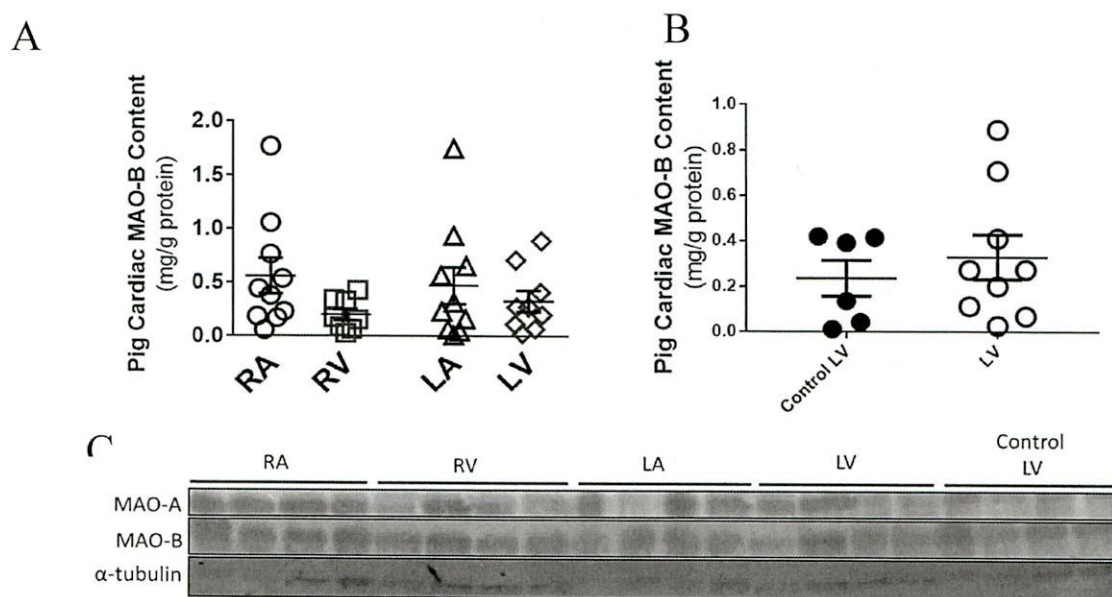 A
Pig Cardiac MAO-B Content
(mg/g protein)
2.0
1.5
1.0
0.5
0.0
RA
RV
LA
LV
B
Pig Cardiac MAO-B Content
(mg/g protein)
1.0
0.8
0.6
0.4
0.2
0.0
Control LV
LV
C
RA
RV
LA
LV
Control
LV
MAO-A
MAO-B
α-tubulin